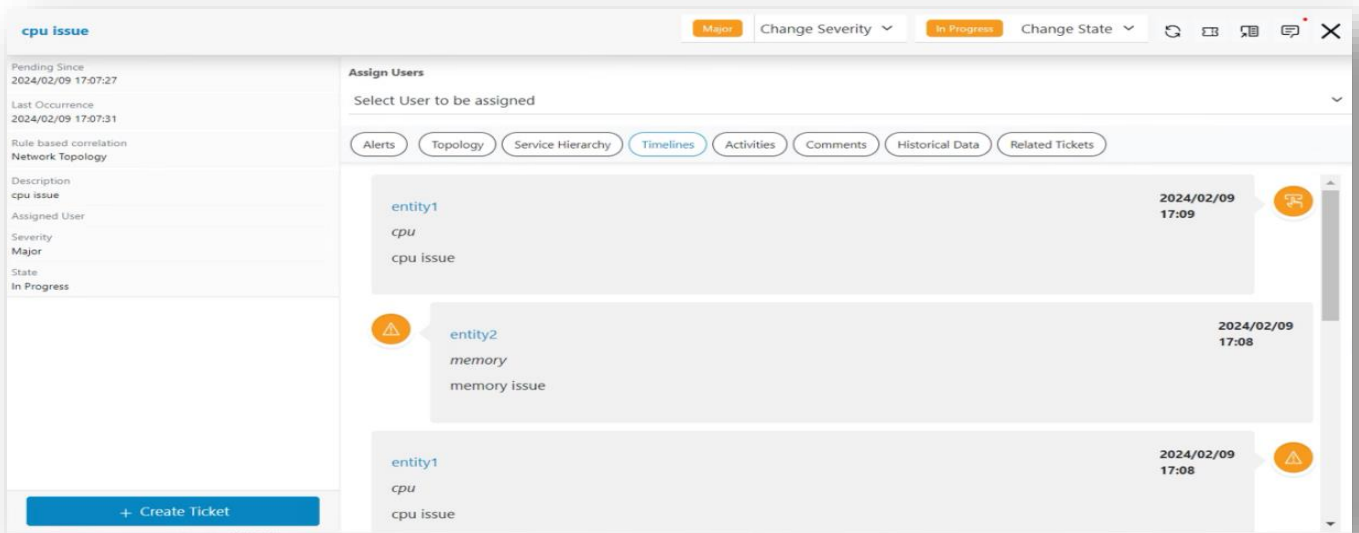 cpu issue
Major
Change Severity
In Progress
Change State
Pending Since
2024/02/09 17:07:27
Last Occurrence
2024/02/09 17:07:31
Rule based correlation
Network Topology
Description
cpu issue
Assigned User
Severity
Major
State
In Progress
+ Create Ticket
Assign Users
Select User to be assigned
Alerts
Topology
Service Hierarchy
Timelines
Activities
Comments
Historical Data
Related Tickets
entity1
cpu
cpu issue
2024/02/09
17:09
entity2
memory
memory issue
2024/02/09
17:08
entity1
cpu
cpu issue
2024/02/09
17:08